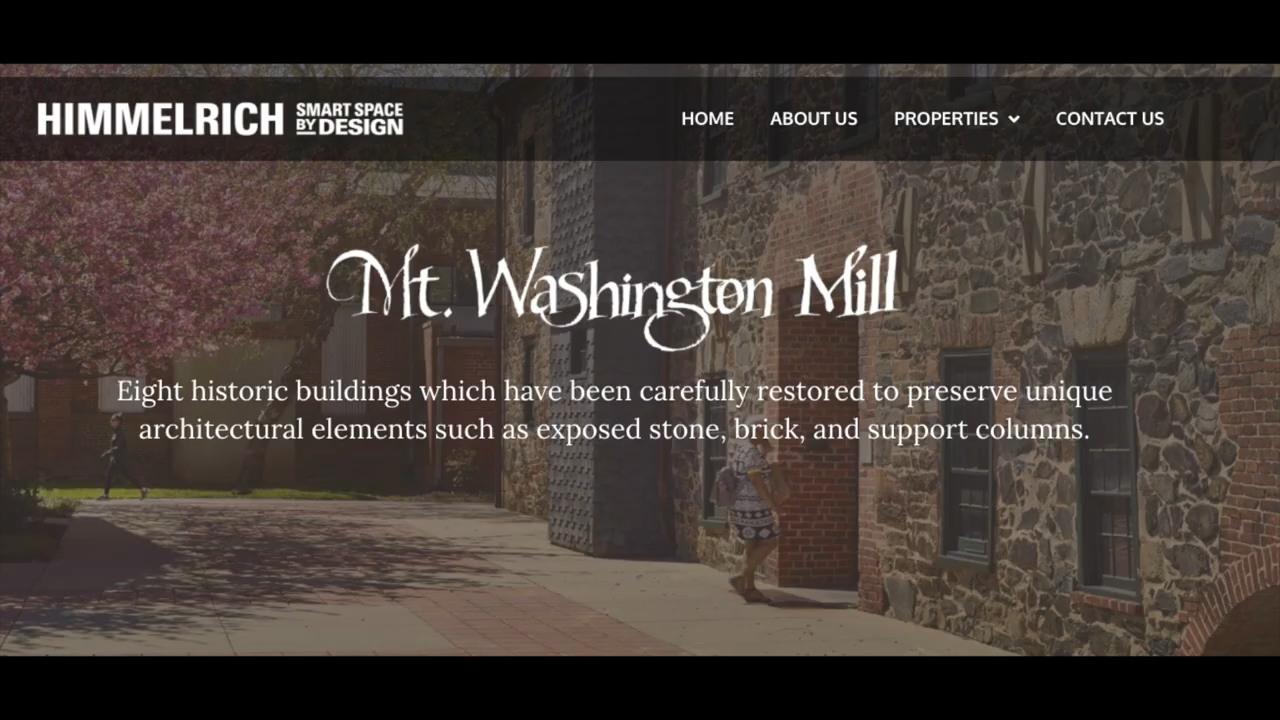 HIMMELRICH SMART SPACE BY DESIGN
HOME ABOUT US PROPERTIES CONTACT US
Mt. Washington Mill
Eight historic buildings which have been carefully restored to preserve unique
architectural elements such as exposed stone, brick, and support columns.